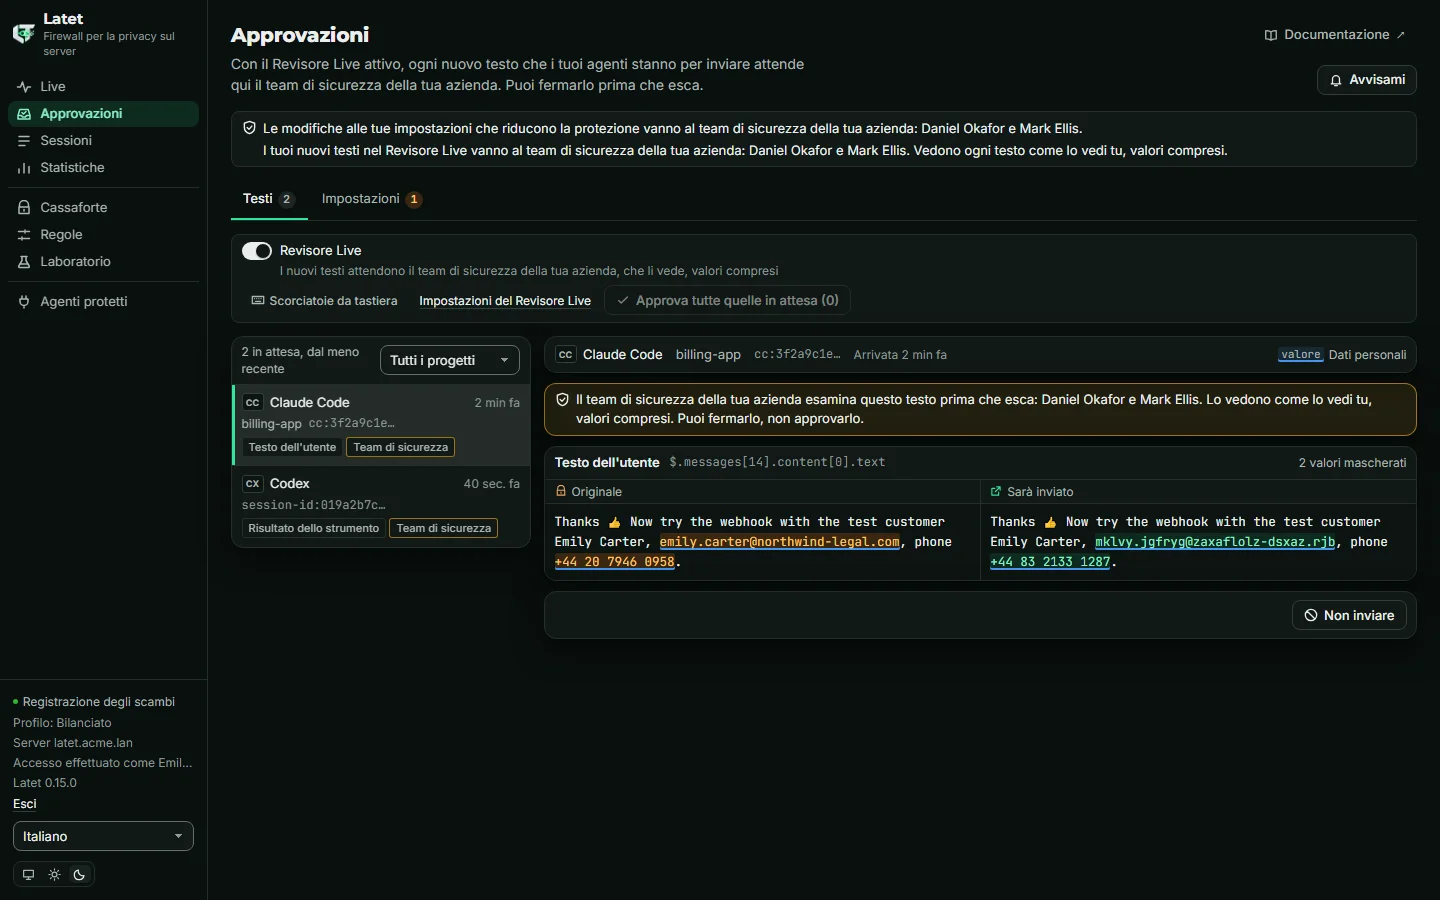 Latet
Firewall per la privacy sul
server
Live
Approvazioni
Sessioni
Statistiche
Cassaforte
Regole
Laboratorio
Agenti protetti
Registrazione degli scambi
Profilo: Bilanciato
Server latet.acme.lan
Accesso effettuato come Emil…
Latet 0.15.0
Esci
Italiano
Approvazioni
Con il Revisore Live attivo, ogni nuovo testo che i tuoi agenti stanno per inviare attende
qui il team di sicurezza della tua azienda. Puoi fermarlo prima che esca.
Documentazione ↗
Avvisami
Le modifiche alle tue impostazioni che riducono la protezione vanno al team di sicurezza della tua azienda: Daniel Okafor e Mark Ellis.
I tuoi nuovi testi nel Revisore Live vanno al team di sicurezza della tua azienda: Daniel Okafor e Mark Ellis. Vedono ogni testo come lo vedi tu, valori compresi.
Testi 2
Impostazioni 1
Revisore Live
I nuovi testi attendono il team di sicurezza della tua azienda, che li vede, valori compresi
Scorciatoie da tastiera
Impostazioni del Revisore Live
Approva tutte quelle in attesa (0)
2 in attesa, dal meno
recente
Tutti i progetti
CC Claude Code 2 min fa
billing-app cc:3f2a9c1e…
Testo dell'utente Team di sicurezza
CX Codex 40 sec. fa
session-id:019a2b7c…
Risultato dello strumento Team di sicurezza
CC Claude Code billing-app cc:3f2a9c1e… Arrivata 2 min fa
valore Dati personali
Il team di sicurezza della tua azienda esamina questo testo prima che esca: Daniel Okafor e Mark Ellis. Lo vedono come lo vedi tu,
valori compresi. Puoi fermarlo, non approvarlo.
Testo dell'utente $.messages[14].content[0].text
2 valori mascherati
Originale
Thanks 👍 Now try the webhook with the test customer
Emily Carter, emily.carter@northwind-legal.com, phone
+44 20 7946 0958.
Sarà inviato
Thanks 👍 Now try the webhook with the test customer
Emily Carter, mklvy.jgfryg@zaxaflolz-dsxaz.rjb, phone
+44 83 2133 1287.
Non inviare